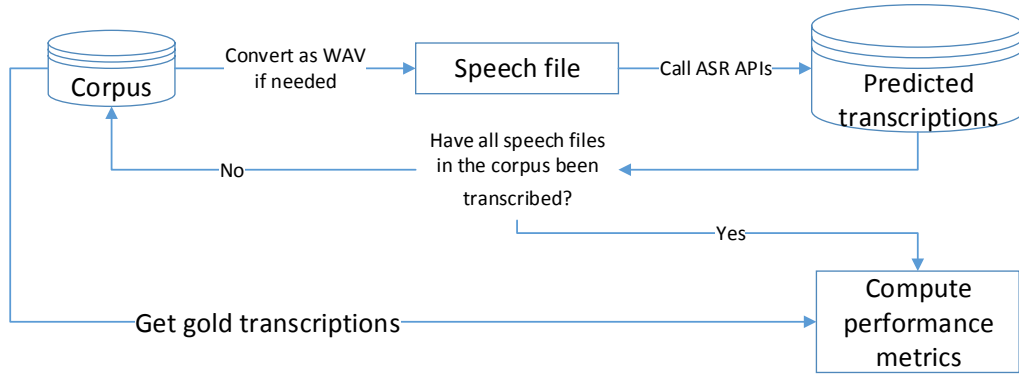 Corpus
Convert as WAV
if needed
Speech file
Call ASR APIs
Predicted
transcriptions
Have all speech files
in the corpus been
transcribed?
No
Yes
Get gold transcriptions
Compute
performance
metrics